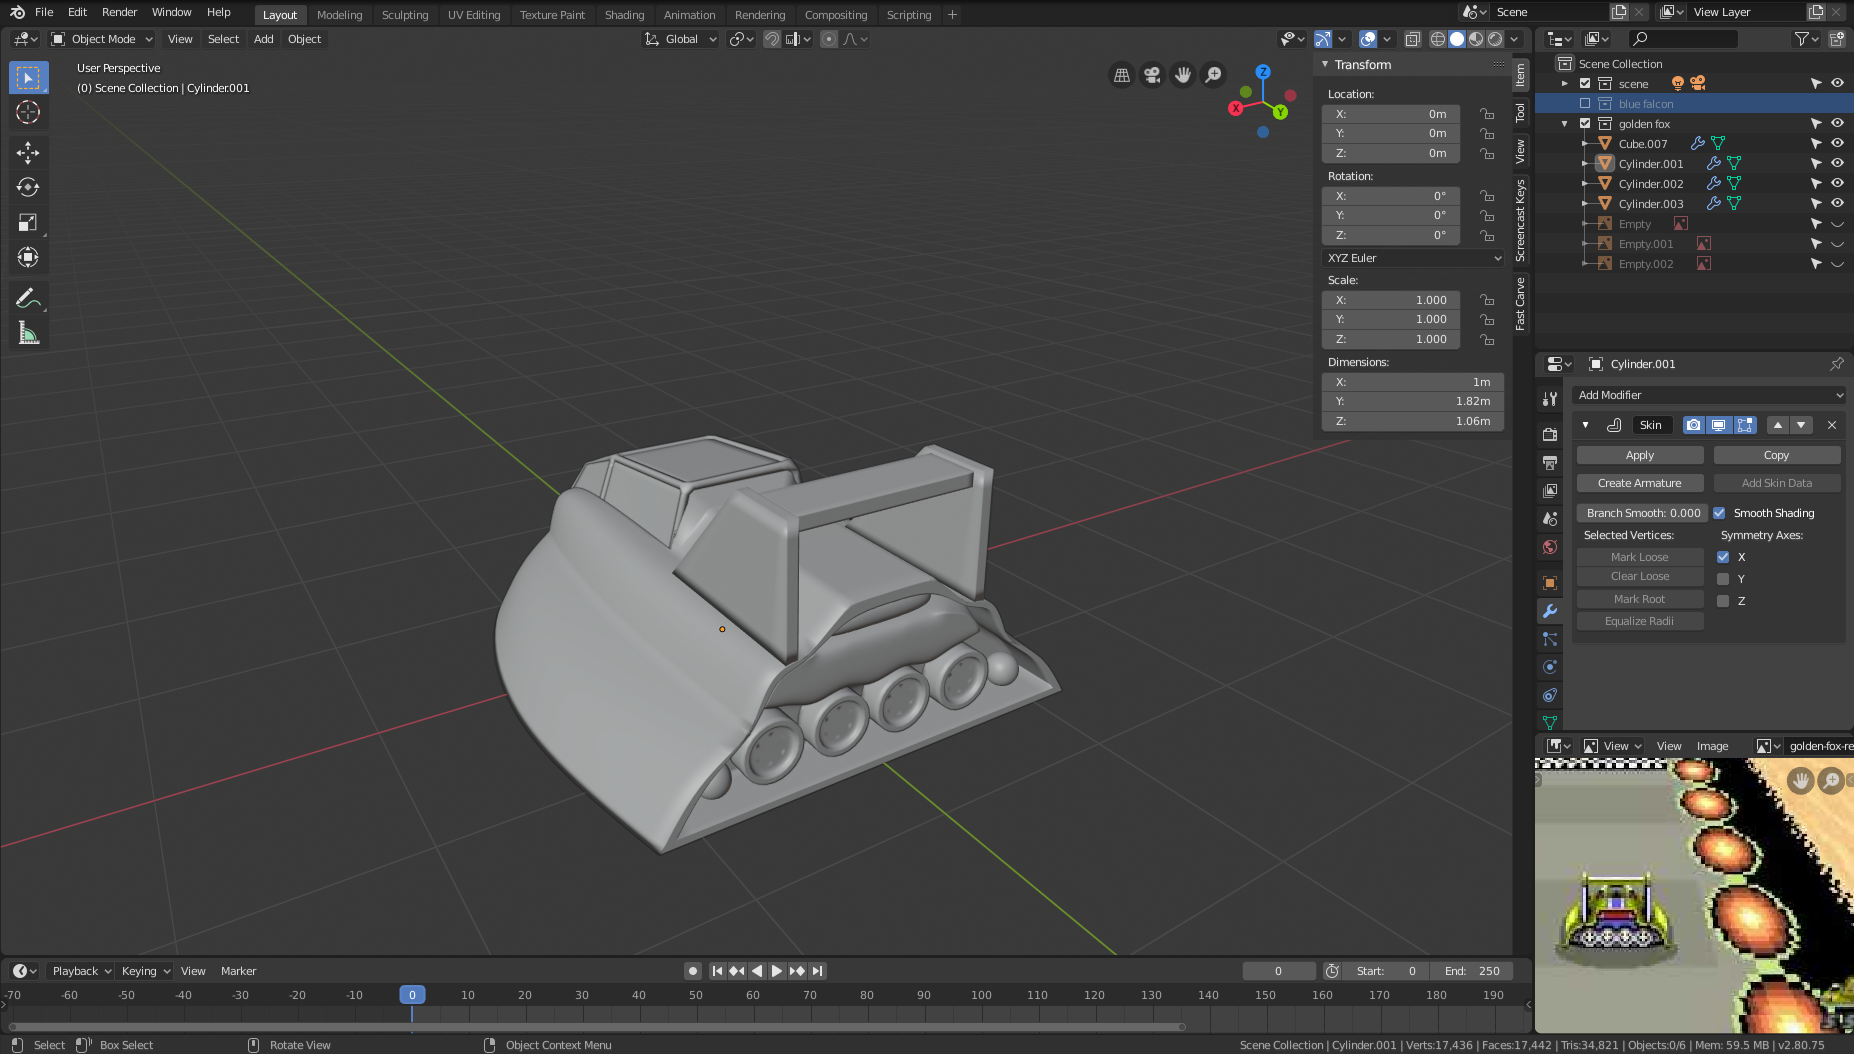 File Edit Render Window Help Layout Modeling Sculpting UV Editing Texture Paint Shading Animation Rendering Compositing Scripting + Scene View Layer
Object Mode View Select Add Object Global
User Perspective
(0) Scene Collection | Cylinder.001
Z
X
Y
Transform
Location:
X: 0m
Y: 0m
Z: 0m
Rotation:
X: 0°
Y: 0°
Z: 0°
XYZ Euler
Scale:
X: 1.000
Y: 1.000
Z: 1.000
Dimensions:
X: 1m
Y: 1.82m
Z: 1.06m
Item
Tool
View
Screencast Keys
Fast Carve
Scene Collection
scene
blue falcon
golden fox
Cube.007
Cylinder.001
Cylinder.002
Cylinder.003
Empty
Empty.001
Empty.002
Cylinder.001
Add Modifier
Skin
Apply Copy
Create Armature Add Skin Data
Branch Smooth: 0.000 Smooth Shading
Selected Vertices: Symmetry Axes:
Mark Loose X
Clear Loose Y
Mark Root Z
Equalize Radii
View View Image golden-fox-re
Playback Keying View Marker 0 Start: 0 End: 250
-70 -60 -50 -40 -30 -20 -10 0 10 20 30 40 50 60 70 80 90 100 110 120 130 140 150 160 170 180 190
Select Box Select Rotate View Object Context Menu Scene Collection | Cylinder.001 | Verts:17,436 | Faces:17,442 | Tris:34,821 | Objects:0/6 | Mem: 59.5 MB | v2.80.75